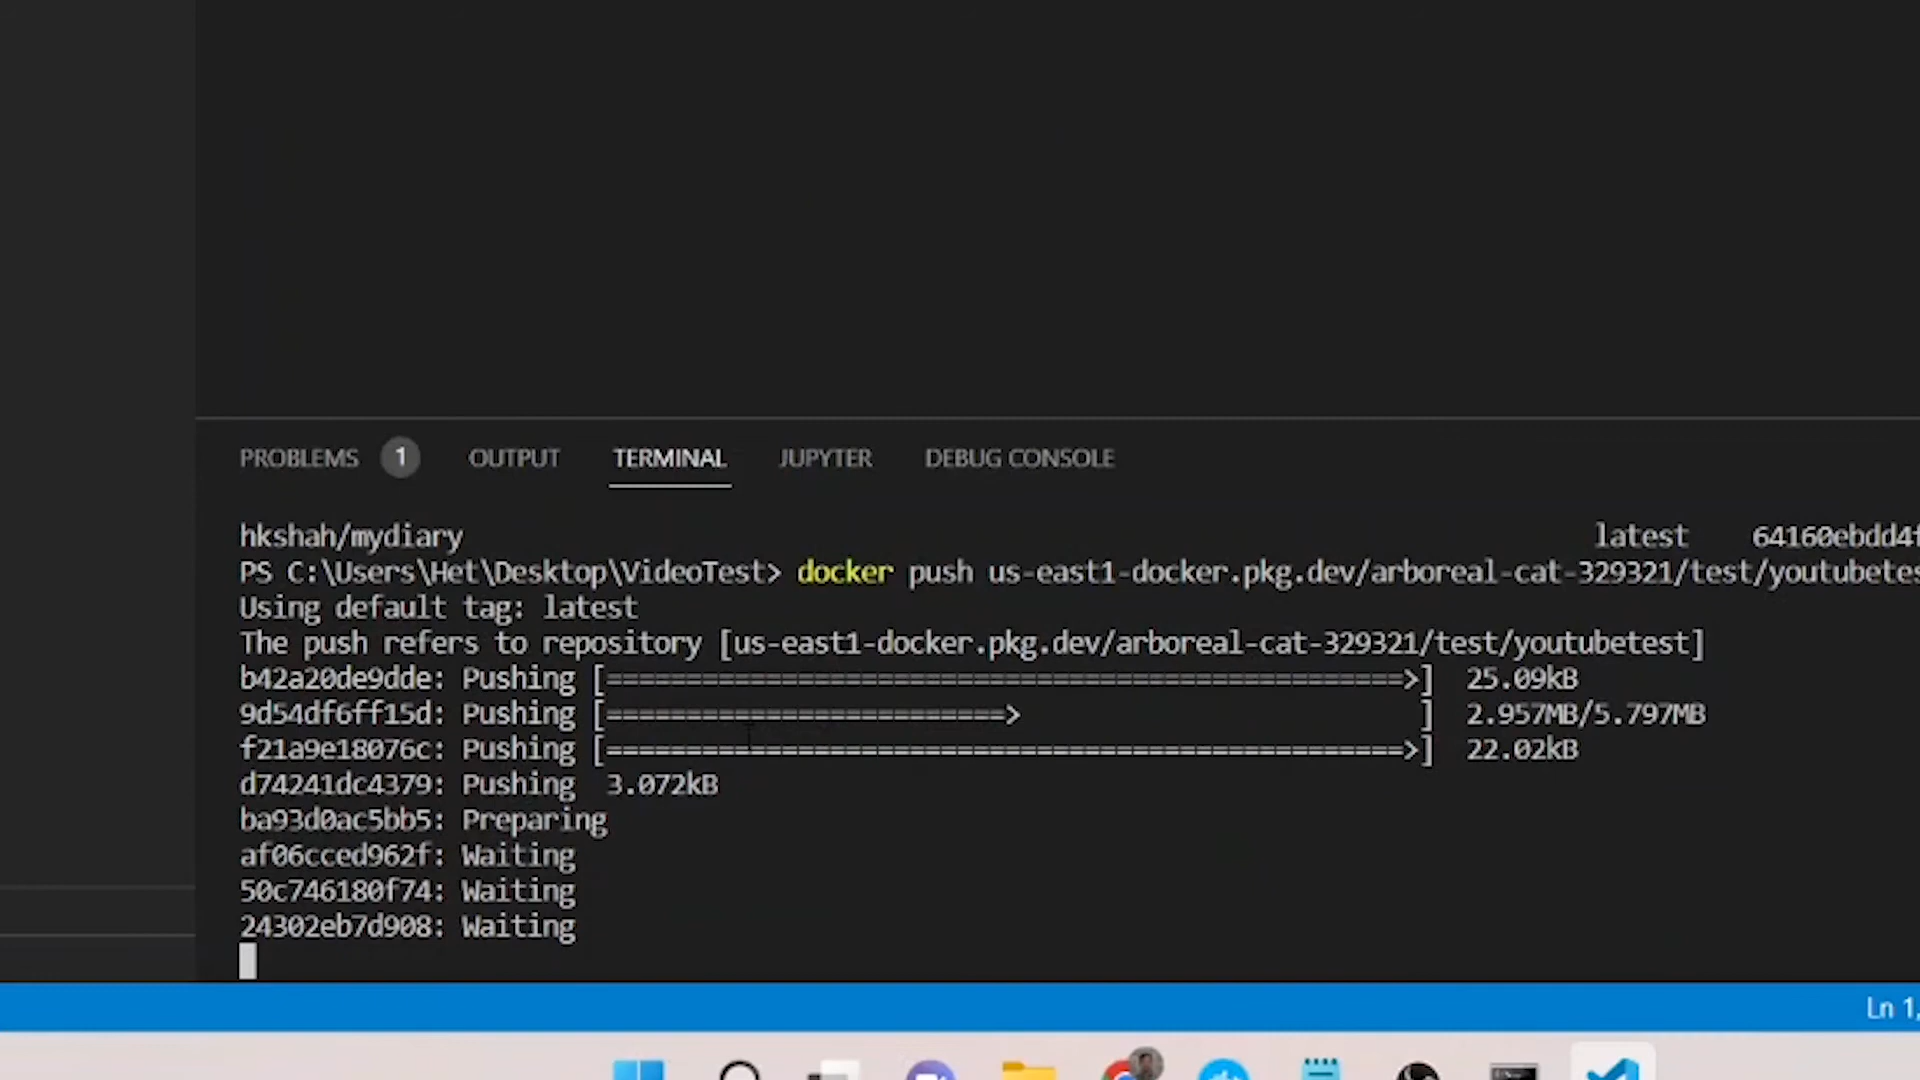 PROBLEMS 1 OUTPUT TERMINAL JUPYTER DEBUG CONSOLE
hkshah/mydiary latest 64160ebdd4f
PS C:\Users\Het\Desktop\VideoTest> docker push us-east1-docker.pkg.dev/arboreal-cat-329321/test/youtubetes
Using default tag: latest
The push refers to repository [us-east1-docker.pkg.dev/arboreal-cat-329321/test/youtubetest]
b42a20de9dde: Pushing [==================================================>] 25.09kB
9d54df6ff15d: Pushing [=========================> ] 2.957MB/5.797MB
f21a9e18076c: Pushing [==================================================>] 22.02kB
d74241dc4379: Pushing 3.072kB
ba93d0ac5bb5: Preparing
af06cced962f: Waiting
50c746180f74: Waiting
24302eb7d908: Waiting
Ln 1,